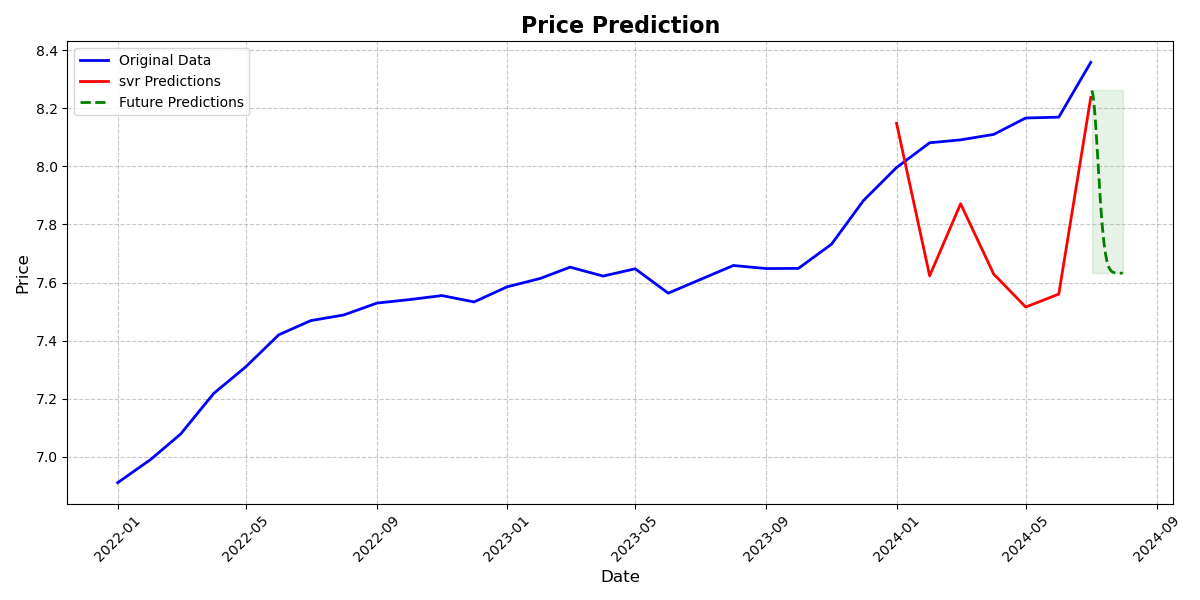 Price Prediction
Original Data
svr Predictions
Future Predictions
Price
8.4
8.2
8.0
7.8
7.6
7.4
7.2
7.0
2022-01
2022-05
2022-09
2023-01
2023-05
2023-09
2024-01
2024-05
2024-09
Date